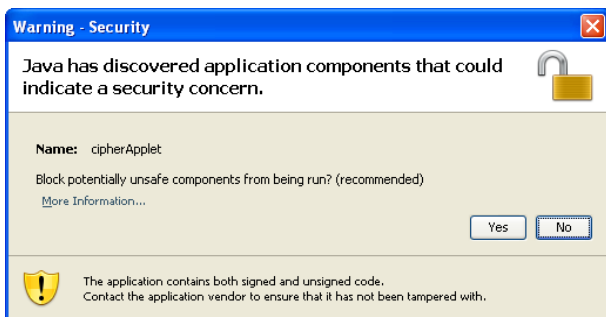 Warning - Security
Java has discovered application components that could
indicate a security concern.
Name: cipherApplet
Block potentially unsafe components from being run? (recommended)
More Information...
Yes No
The application contains both signed and unsigned code.
Contact the application vendor to ensure that it has not been tampered with.